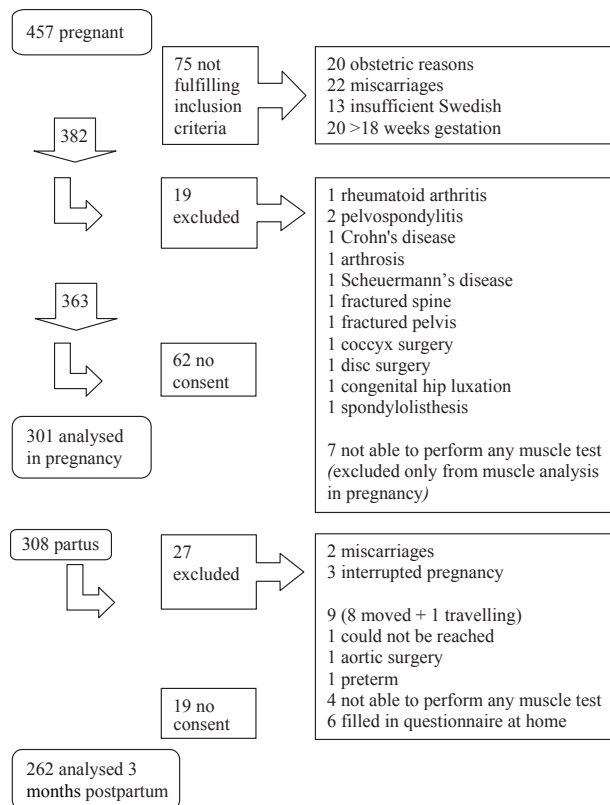 457 pregnant
75 not
fulfilling
inclusion
criteria
20 obstetric reasons
22 miscarriages
13 insufficient Swedish
20 >18 weeks gestation
382
19
excluded
1 rheumatoid arthritis
2 pelvospondylitis
1 Crohn's disease
1 arthrosis
1 Scheuermann’s disease
1 fractured spine
1 fractured pelvis
1 coccyx surgery
1 disc surgery
1 congenital hip luxation
1 spondylolisthesis
7 not able to perform any muscle test
(excluded only from muscle analysis
in pregnancy)
363
62 no
consent
301 analysed
in pregnancy
308 partus
27
excluded
2 miscarriages
3 interrupted pregnancy
9 (8 moved + 1 travelling)
1 could not be reached
1 aortic surgery
1 preterm
4 not able to perform any muscle test
6 filled in questionnaire at home
19 no
consent
262 analysed 3
months postpartum